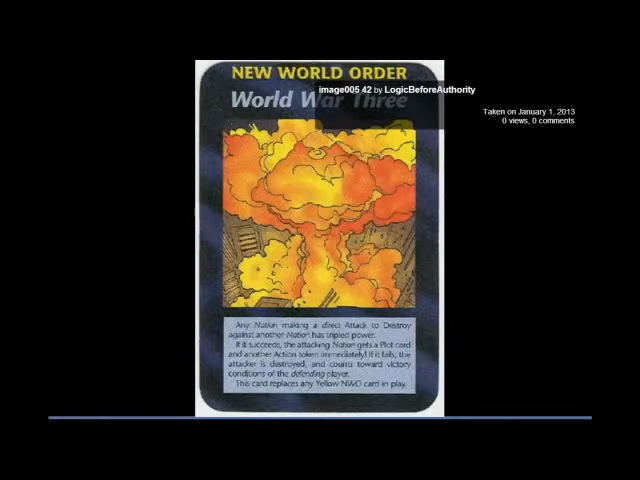 NEW WORLD ORDER
World War Three
image005 42 by LogicBeforeAuthority
Taken on January 1, 2013
0 views, 0 comments
Any Nation making a direct Attack to Destroy
against another Nation has tripled power.
If it succeeds, the attacking Nation gets a Plot card
and another Action token immediately! If it fails, the
attacker is destroyed, and counts toward victory
conditions of the defending player.
This card replaces any Yellow NWO card in play.